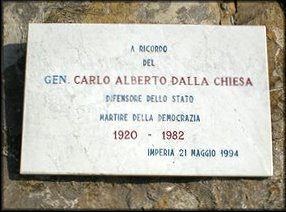 A RICORDO
DEL
GEN. CARLO ALBERTO DALLA CHIESA
DIFENSORE DELLO STATO
MARTIRE DELLA DEMOCRAZIA
1920 - 1982
IMPERIA 21 MAGGIO 1994